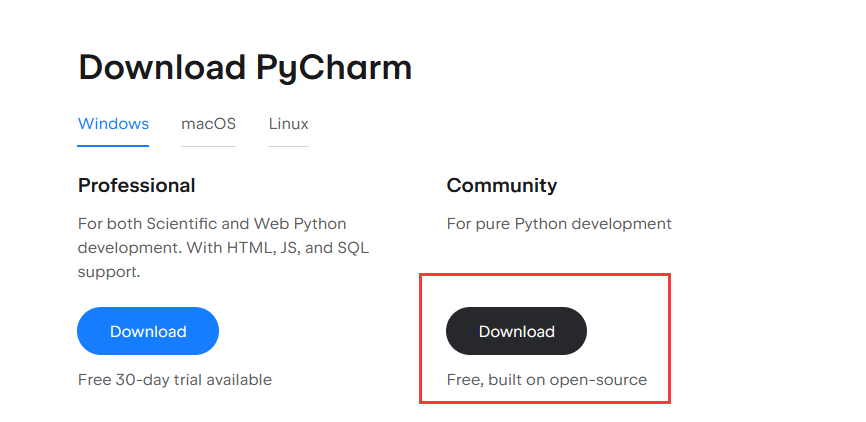 Download PyCharm
Windows macOS Linux
Professional
For both Scientific and Web Python
development. With HTML, JS, and SQL
support.
Download
Free 30-day trial available
Community
For pure Python development
Download
Free, built on open-source